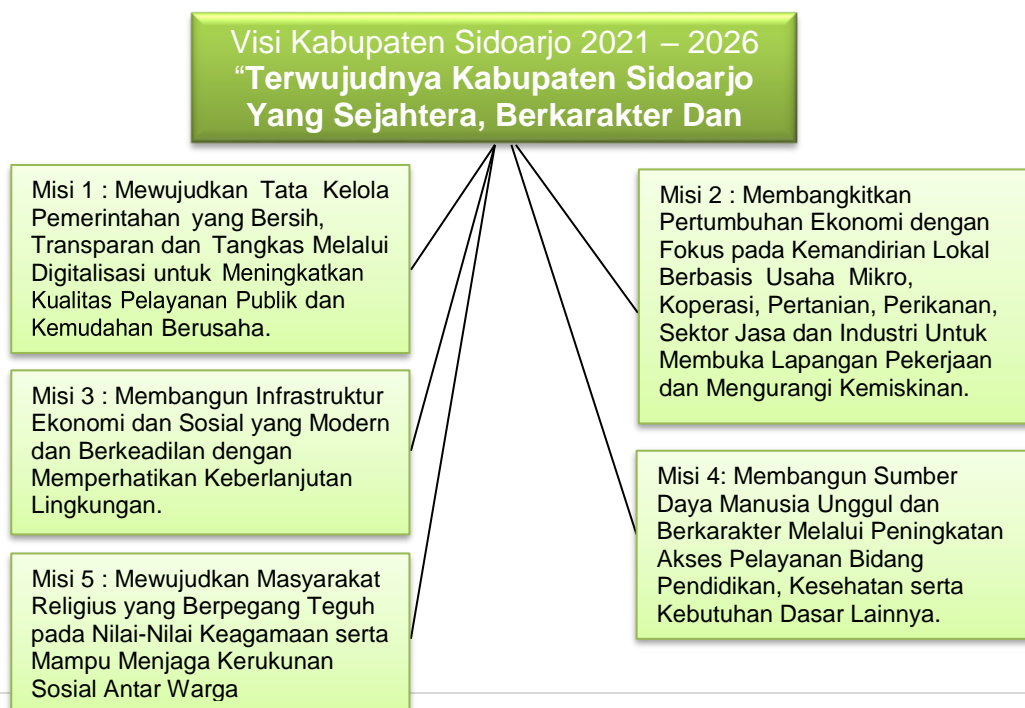 Visi Kabupaten Sidoarjo 2021 – 2026
“Terwujudnya Kabupaten Sidoarjo
Yang Sejahtera, Berkarakter Dan
Misi 1 : Mewujudkan Tata Kelola
Pemerintahan yang Bersih,
Transparan dan Tangkas Melalui
Digitalisasi untuk Meningkatkan
Kualitas Pelayanan Publik dan
Kemudahan Berusaha.
Misi 2 : Membangkitkan
Pertumbuhan Ekonomi dengan
Fokus pada Kemandirian Lokal
Berbasis Usaha Mikro,
Koperasi, Pertanian, Perikanan,
Sektor Jasa dan Industri Untuk
Membuka Lapangan Pekerjaan
dan Mengurangi Kemiskinan.
Misi 3 : Membangun Infrastruktur
Ekonomi dan Sosial yang Modern
dan Berkeadilan dengan
Memperhatikan Keberlanjutan
Lingkungan.
Misi 4: Membangun Sumber
Daya Manusia Unggul dan
Berkarakter Melalui Peningkatan
Akses Pelayanan Bidang
Pendidikan, Kesehatan serta
Kebutuhan Dasar Lainnya.
Misi 5 : Mewujudkan Masyarakat
Religius yang Berpegang Teguh
pada Nilai-Nilai Keagamaan serta
Mampu Menjaga Kerukunan
Sosial Antar Warga